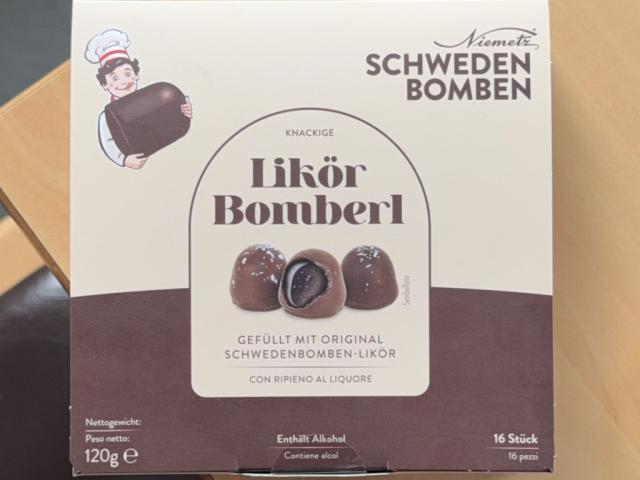 Niemetz
SCHWEDEN
BOMBEN
KNACKIGE
Likör
Bomberl
Symbolfoto
GEFÜLLT MIT ORIGINAL
SCHWEDENBOMBEN-LIKÖR
CON RIPIENO AL LIQUORE
Nettogewicht:
Peso netto:
120g ℮
Enthält Alkohol
Contiene alcol
16 Stück
16 pezzi